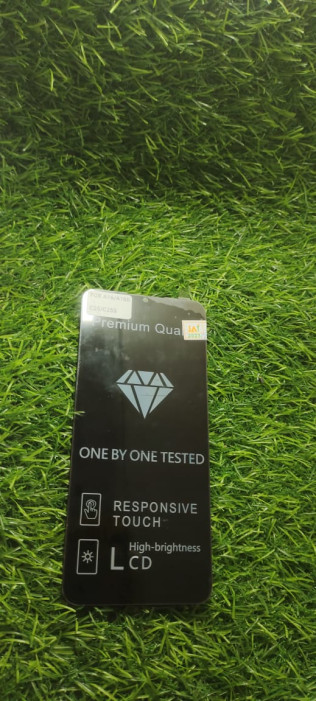 Premium Qua
ONE BY ONE TESTED
RESPONSIVE
TOUCH
High-brightness
LCD